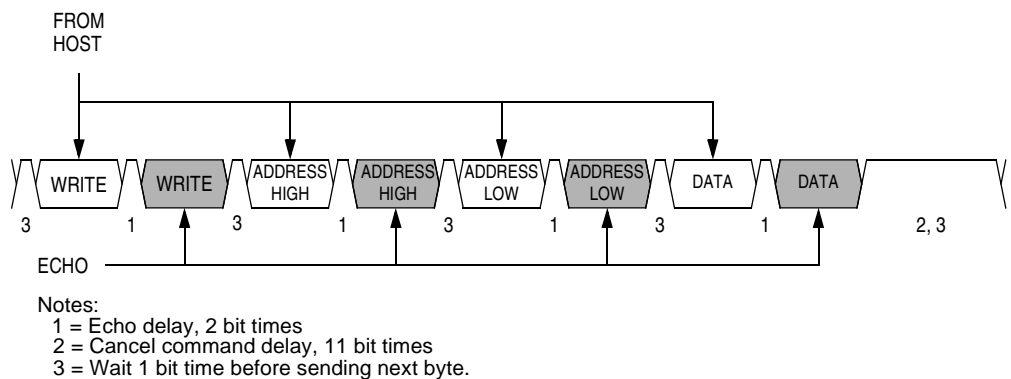 FROM
HOST
WRITE WRITE ADDRESS HIGH ADDRESS HIGH ADDRESS LOW ADDRESS LOW DATA DATA
3 1 3 1 3 1 3 1 2, 3
ECHO
Notes:
1 = Echo delay, 2 bit times
2 = Cancel command delay, 11 bit times
3 = Wait 1 bit time before sending next byte.